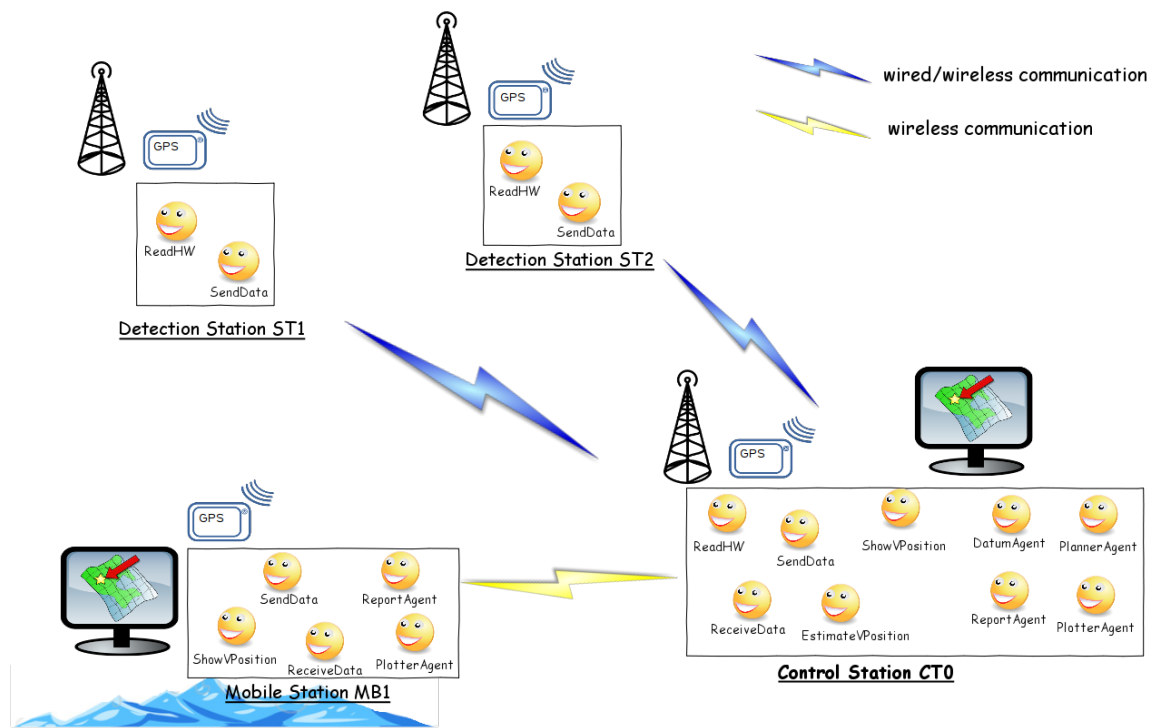 GPS
wired/wireless communication
wireless communication
GPS
ReadHW
SendData
Detection Station ST2
ReadHW
SendData
Detection Station ST1
GPS
GPS
ReadHW
SendData
ShowVPosition
DatumAgent
PlannerAgent
ReceiveData
EstimateVPosition
ReportAgent
PlotterAgent
Control Station CT0
SendData
ReportAgent
ShowVPosition
ReceiveData
PlotterAgent
Mobile Station MB1